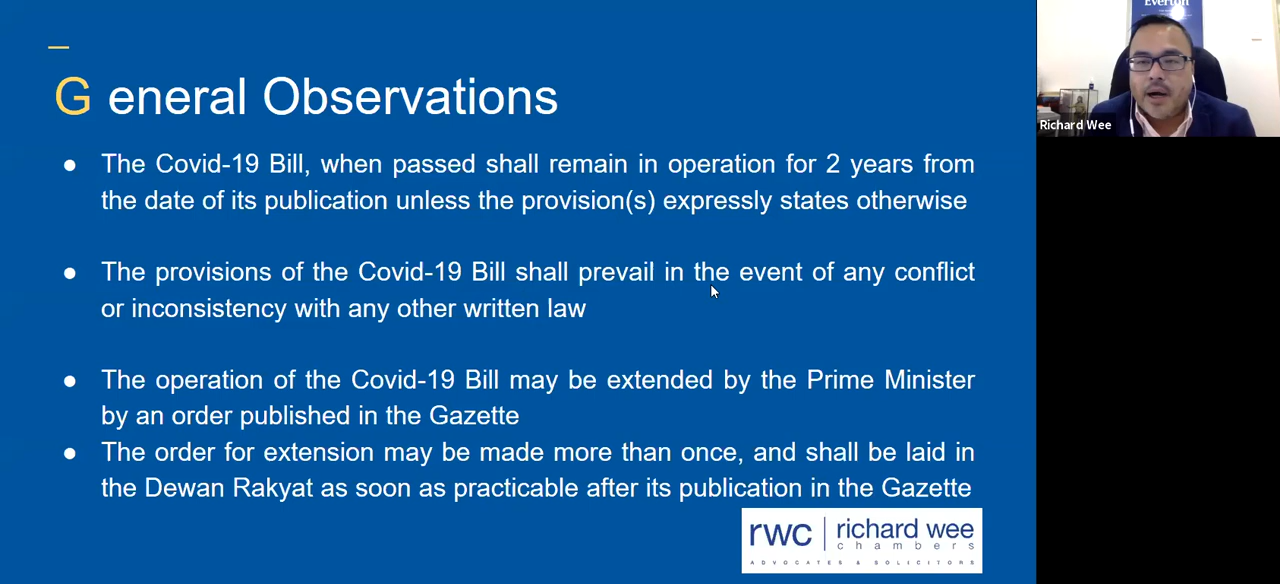 General Observations
The Covid-19 Bill, when passed shall remain in operation for 2 years from
the date of its publication unless the provision(s) expressly states otherwise
The provisions of the Covid-19 Bill shall prevail in the event of any conflict
or inconsistency with any other written law
The operation of the Covid-19 Bill may be extended by the Prime Minister
by an order published in the Gazette
The order for extension may be made more than once, and shall be laid in
the Dewan Rakyat as soon as practicable after its publication in the Gazette
rwc richard wee
chambers
ADVOCATES & SOLICITORS
Everton
Richard Wee